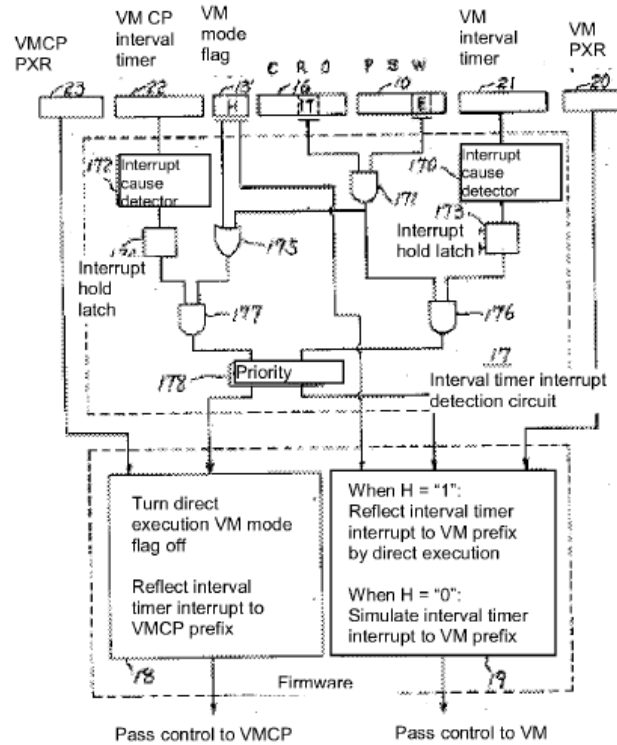 VMCP
PXR
VM CP
interval
timer
VM
mode
flag
C R 0
P S W
VM
interval
timer
VM
PXR
23
22
15
16
10
21
20
H
IT
E
172
Interrupt
cause
detector
171
170
Interrupt
cause
detector
173
Interrupt
hold latch
174
Interrupt
hold
latch
175
177
176
178
Priority
17
Interval timer interrupt
detection circuit
Turn direct
execution VM mode
flag off
Reflect interval
timer interrupt to
VMCP prefix
18
When H = “1”:
Reflect interval timer
interrupt to VM prefix
by direct execution
When H = “0”:
Simulate interval timer
interrupt to VM prefix
19
Firmware
Pass control to VMCP
Pass control to VM